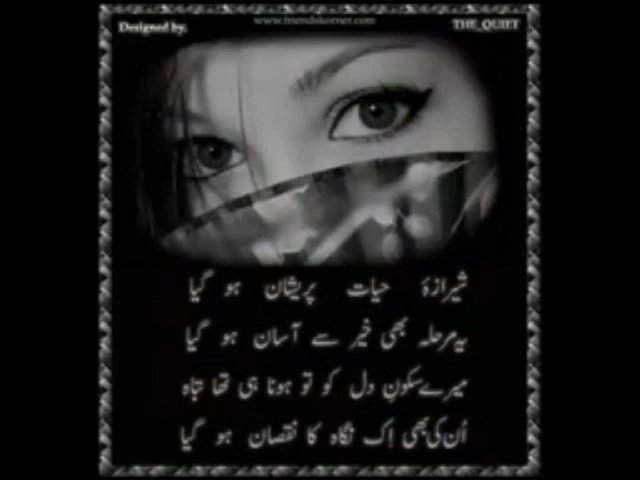 www.friendskorner.com
Designed by.
THE_QUIET
شیرازۂ حیات پریشان ہو گیا
یہ مرحلہ بھی خیر سے آسان ہو گیا
میرے سکونِ دل کو تو ہونا ہی تھا تباہ
اُن کی بھی اِک نگاہ کا نقصان ہو گیا